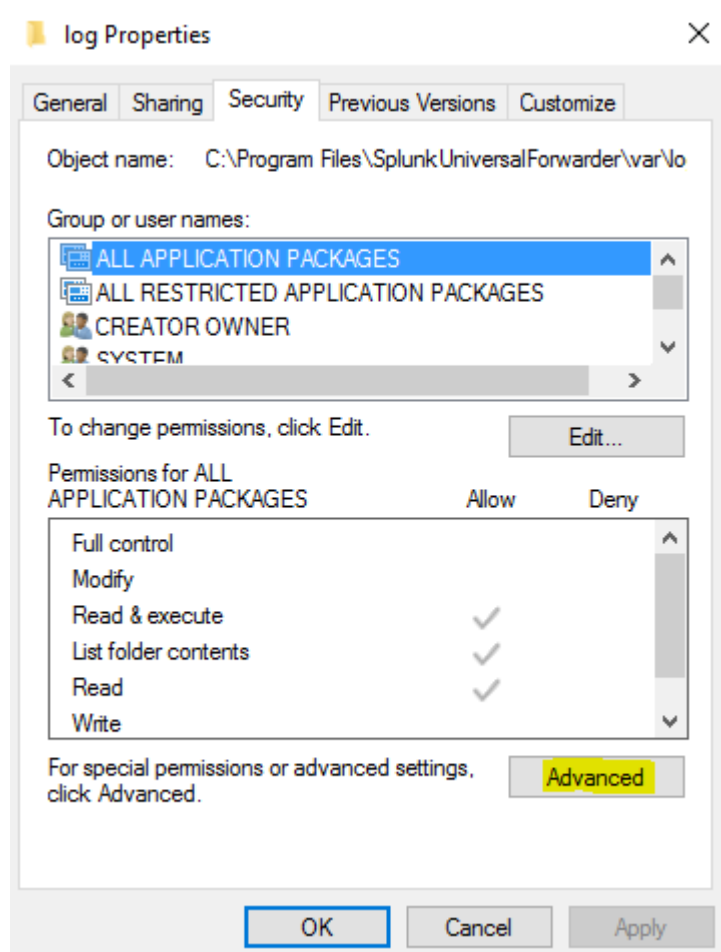 log Properties
General Sharing Security Previous Versions Customize
Object name: C:\Program Files\SplunkUniversalForwarder\var\lo
Group or user names:
ALL APPLICATION PACKAGES
ALL RESTRICTED APPLICATION PACKAGES
CREATOR OWNER
SYSTEM
To change permissions, click Edit.
Edit...
Permissions for ALL
APPLICATION PACKAGES Allow Deny
Full control
Modify
Read & execute
List folder contents
Read
Write
For special permissions or advanced settings,
click Advanced.
Advanced
OK Cancel Apply